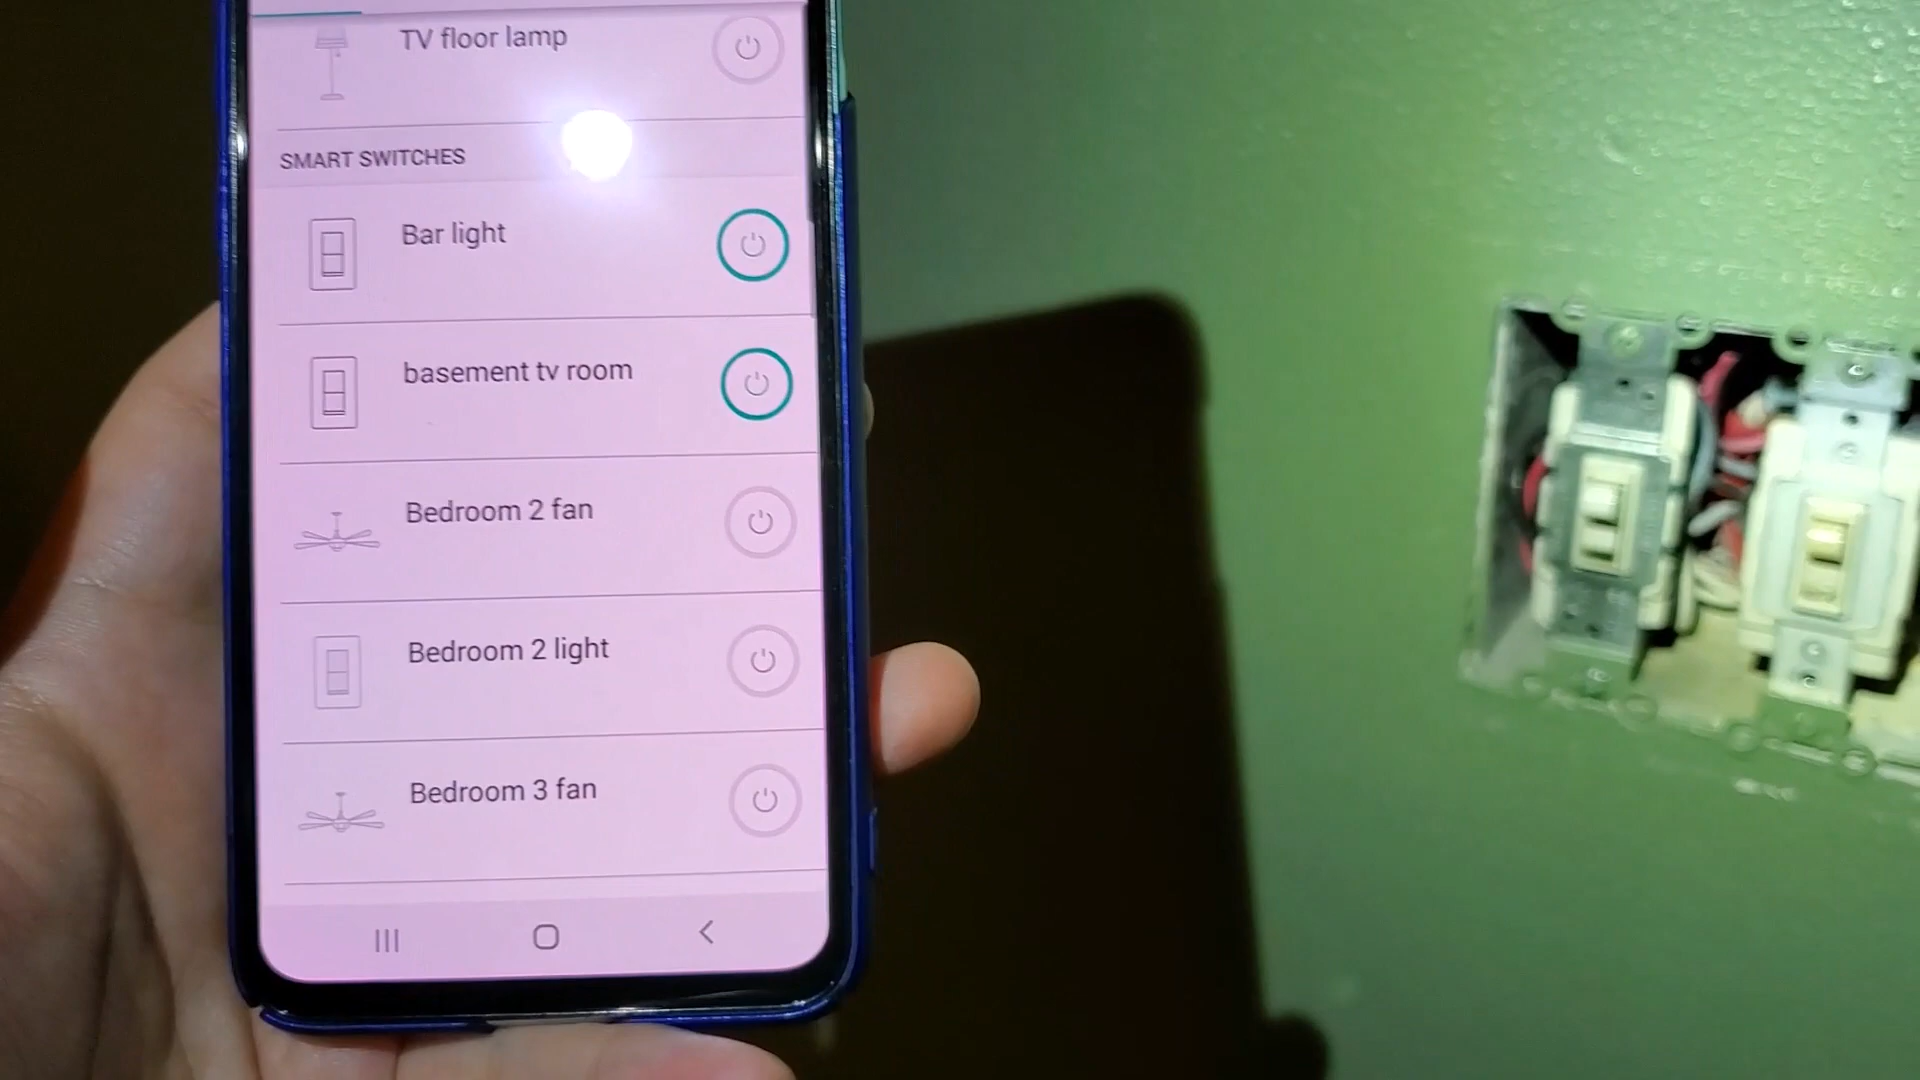 TV floor lamp
SMART SWITCHES
Bar light
basement tv room
Bedroom 2 fan
Bedroom 2 light
Bedroom 3 fan